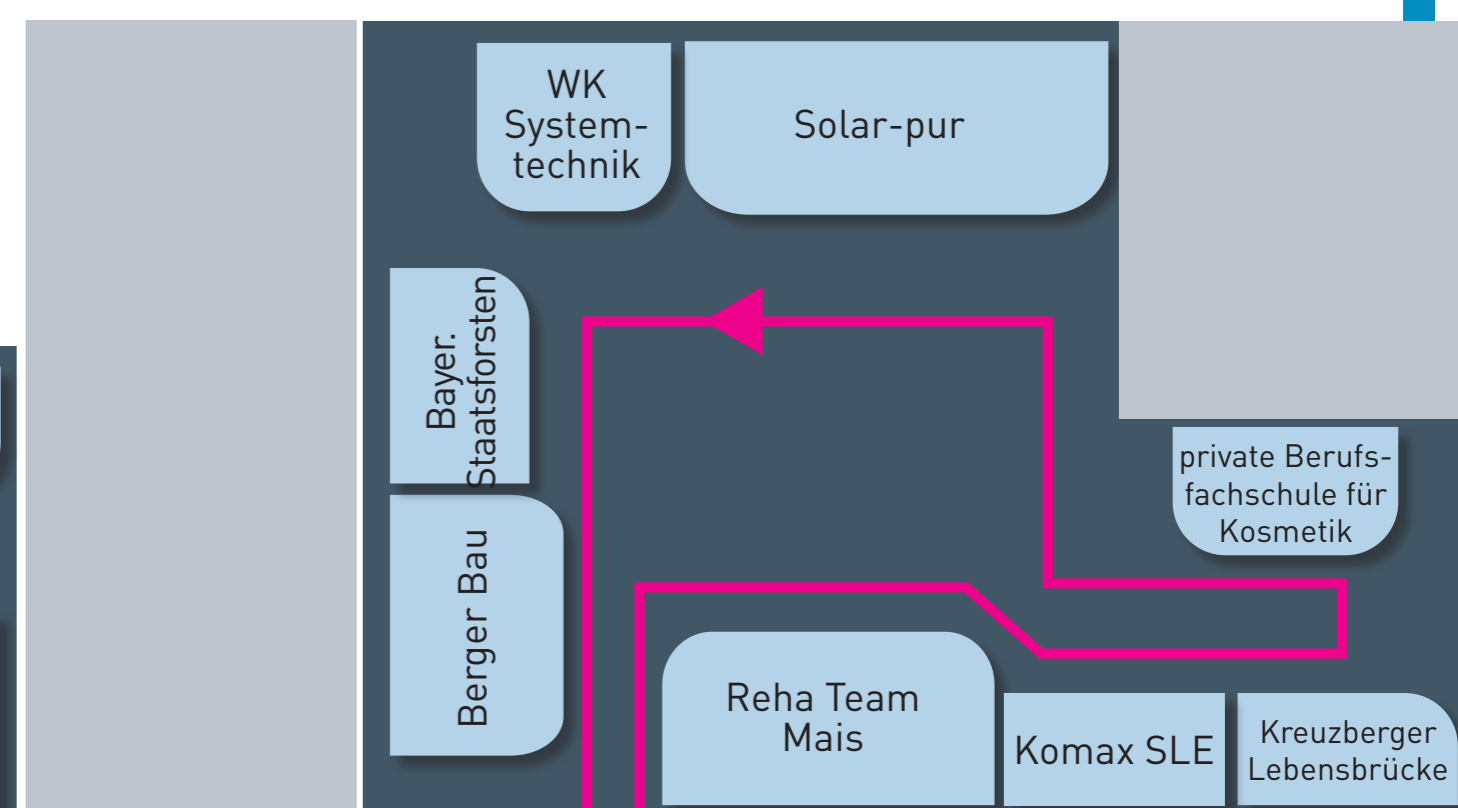 WK
System-
technik
Solar-pur
Bayer.
Staatsforsten
private Berufs-
fachschule für
Kosmetik
Berger Bau
Reha Team
Mais
Komax SLE
Kreuzberger
Lebensbrücke